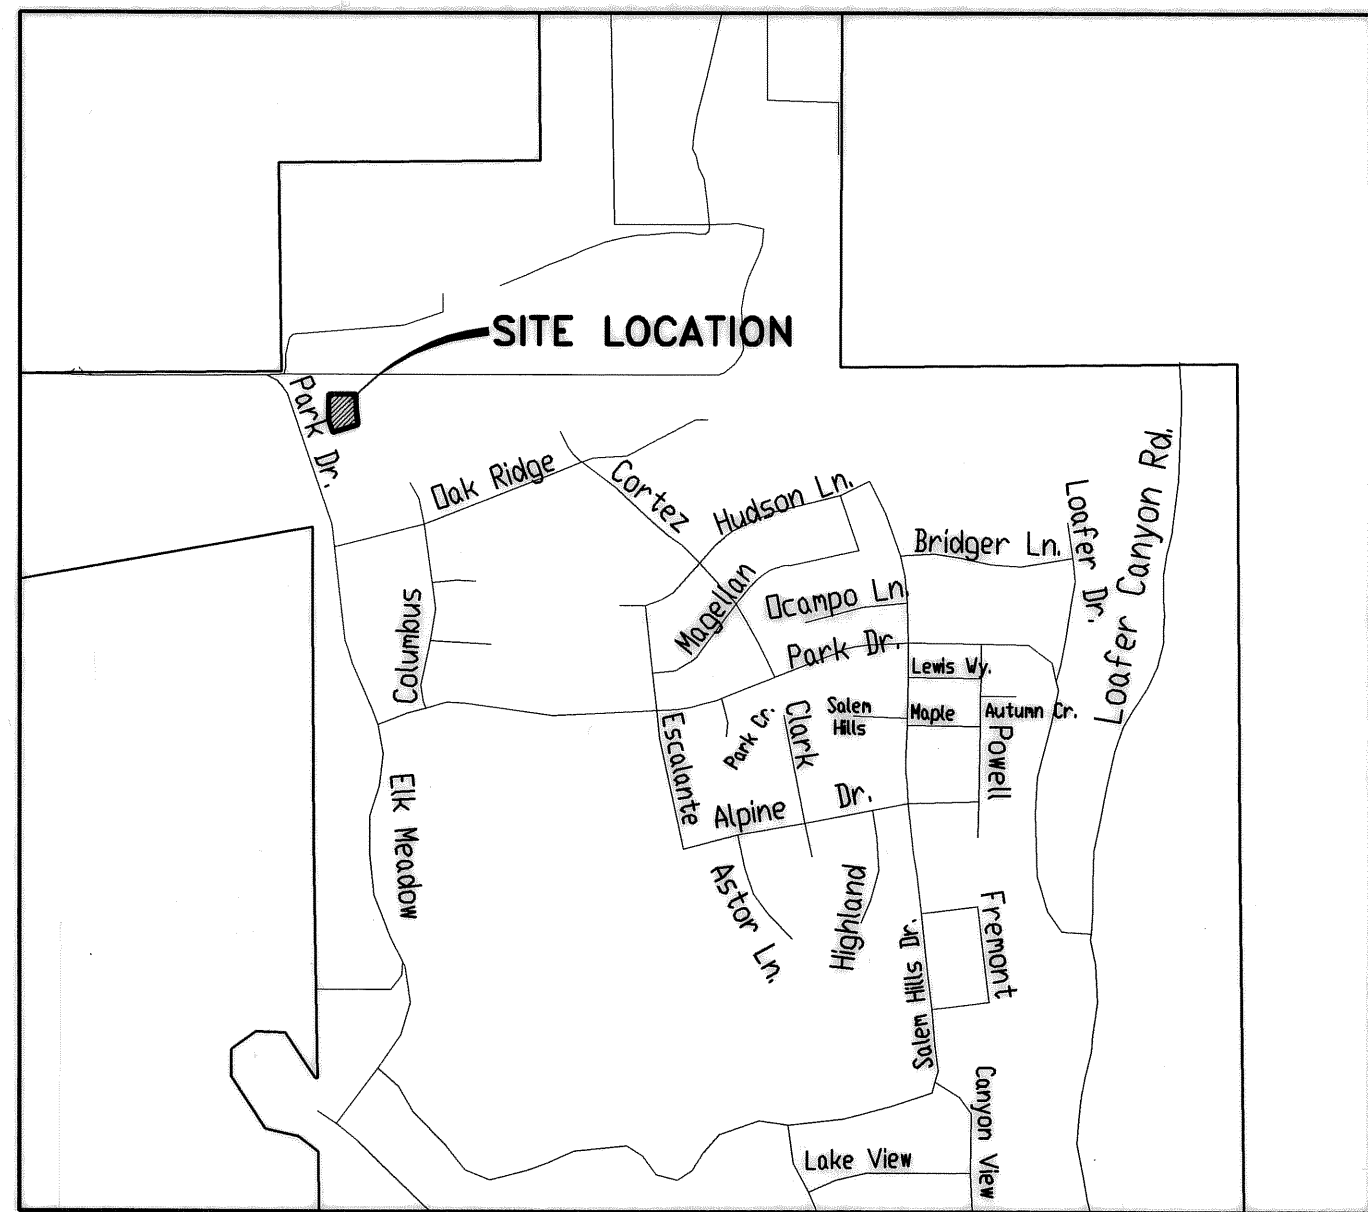 SITE LOCATION
Park Dr.
Oak Ridge
Cortez
Hudson Ln.
Bridger Ln.
Loafer Dr.
Loafer Canyon Rd.
Columbus
Magellan
Ocampo Ln.
Park Dr.
Lewis Wy.
Salem
Hills
Maple
Autumn Cr.
Park Cr.
Clark
Escalante
Powell
Elk Meadow
Alpine Dr.
Astor Ln.
Highland
Fremont
Salem Hills Dr.
Canyon View
Lake View